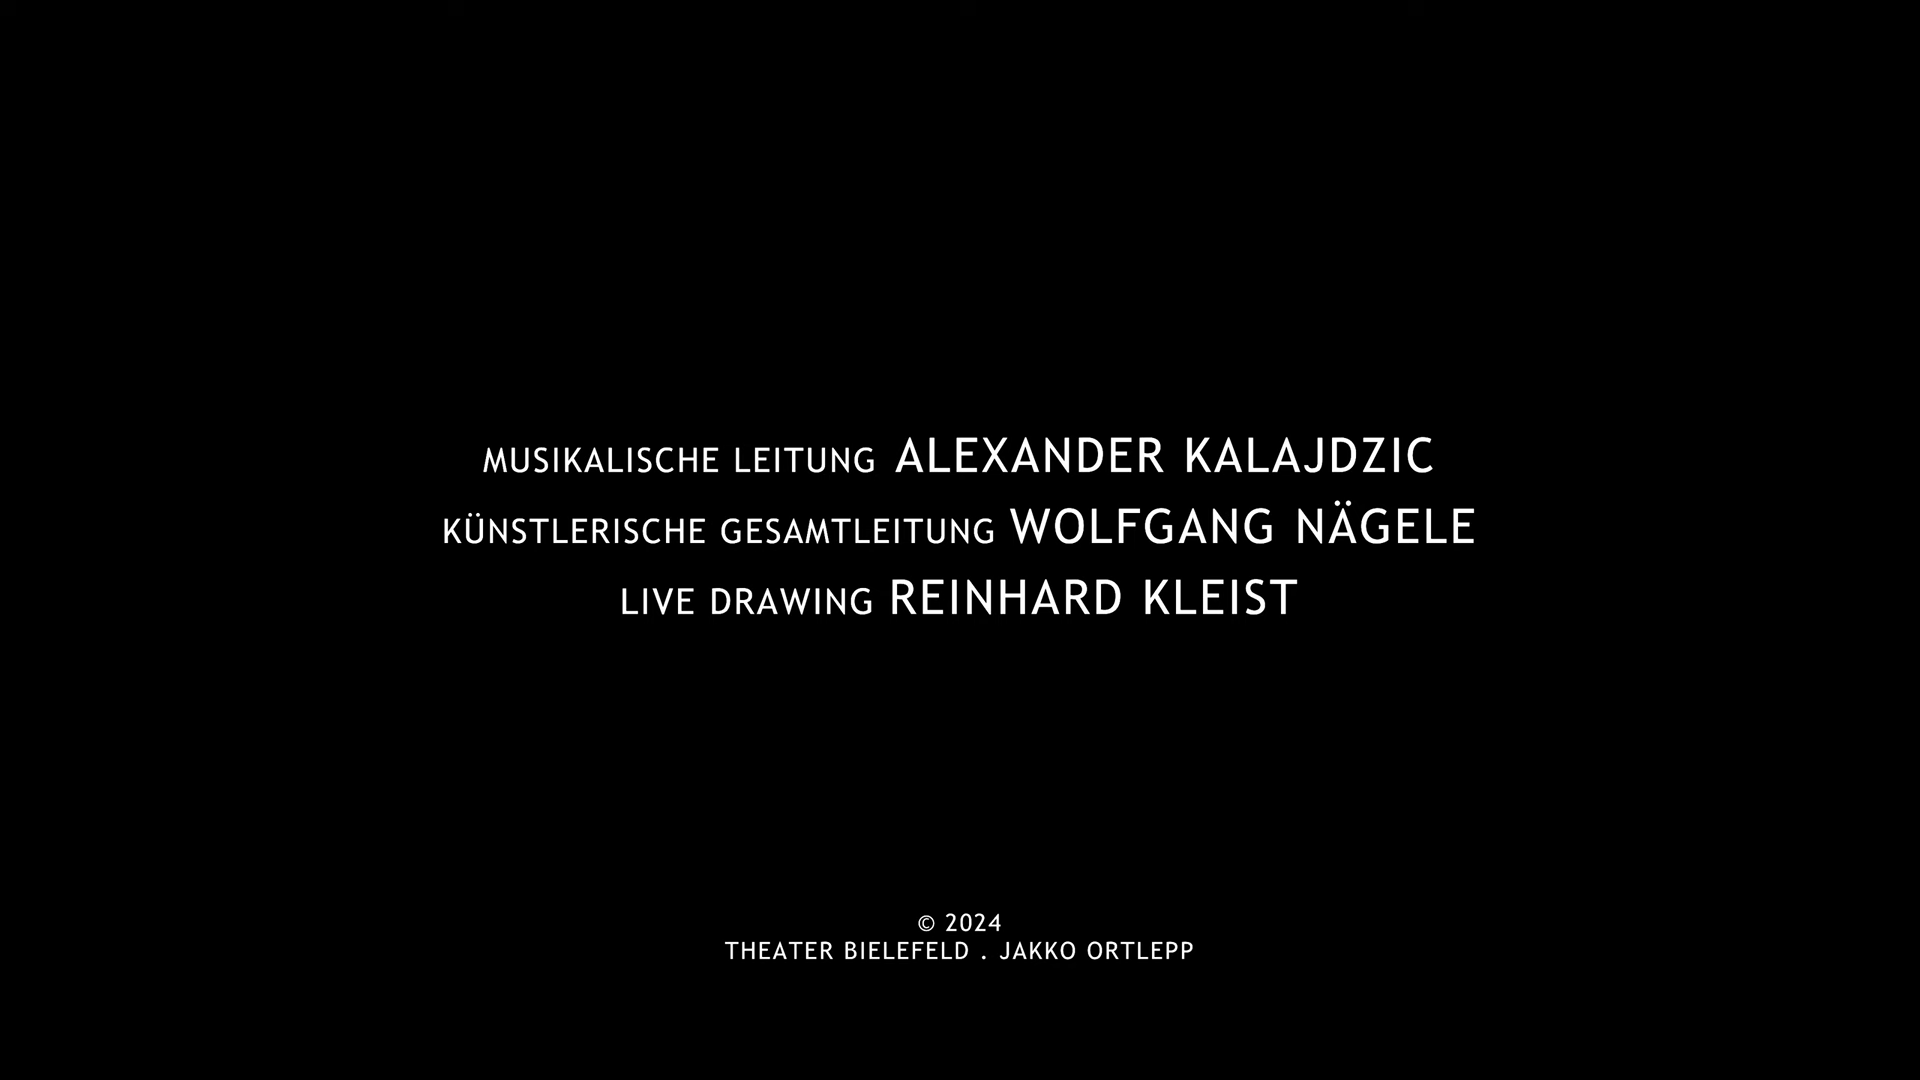 MUSIKALISCHE LEITUNG ALEXANDER KALAJDZIC
KÜNSTLERISCHE GESAMTLEITUNG WOLFGANG NÄGELE
LIVE DRAWING REINHARD KLEIST
© 2024
THEATER BIELEFELD . JAKKO ORTLEPP